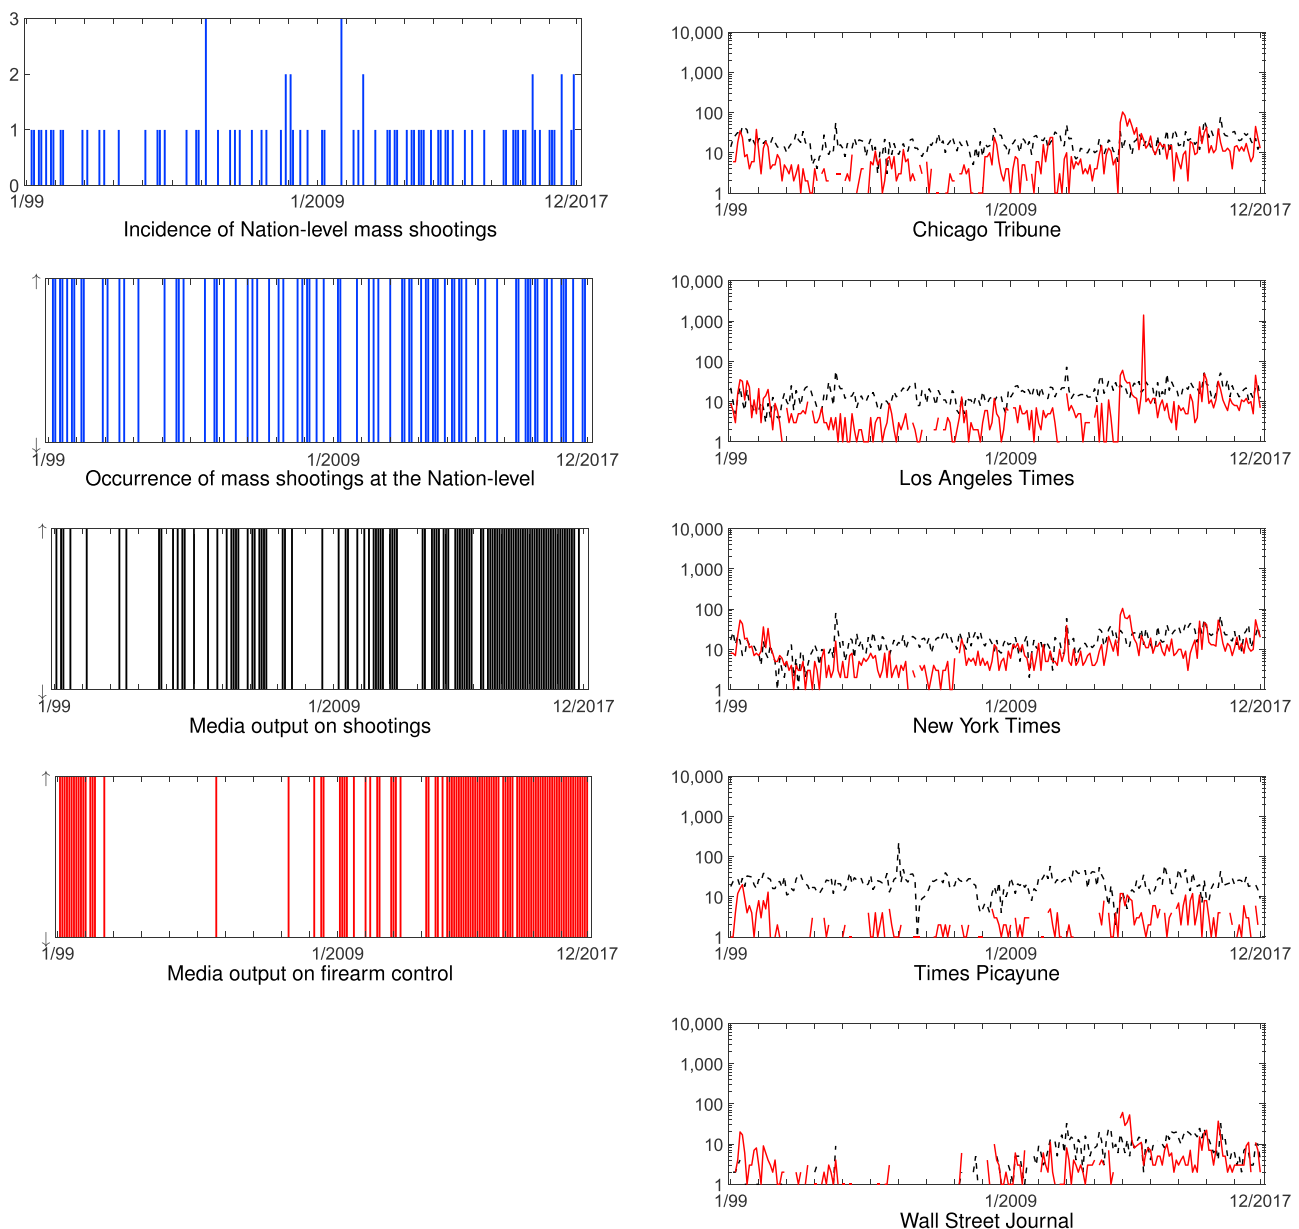 3
2
1
0
1/99 1/2009 12/2017
Incidence of Nation-level mass shootings
1/99 1/2009 12/2017
Occurrence of mass shootings at the Nation-level
1/99 1/2009 12/2017
Media output on shootings
1/99 1/2009 12/2017
Media output on firearm control
10,000
1,000
100
10
1
1/99 1/2009 12/2017
Chicago Tribune
10,000
1,000
100
10
1
1/99 1/2009 12/2017
Los Angeles Times
10,000
1,000
100
10
1
1/99 1/2009 12/2017
New York Times
10,000
1,000
100
10
1
1/99 1/2009 12/2017
Times Picayune
10,000
1,000
100
10
1
1/99 1/2009 12/2017
Wall Street Journal